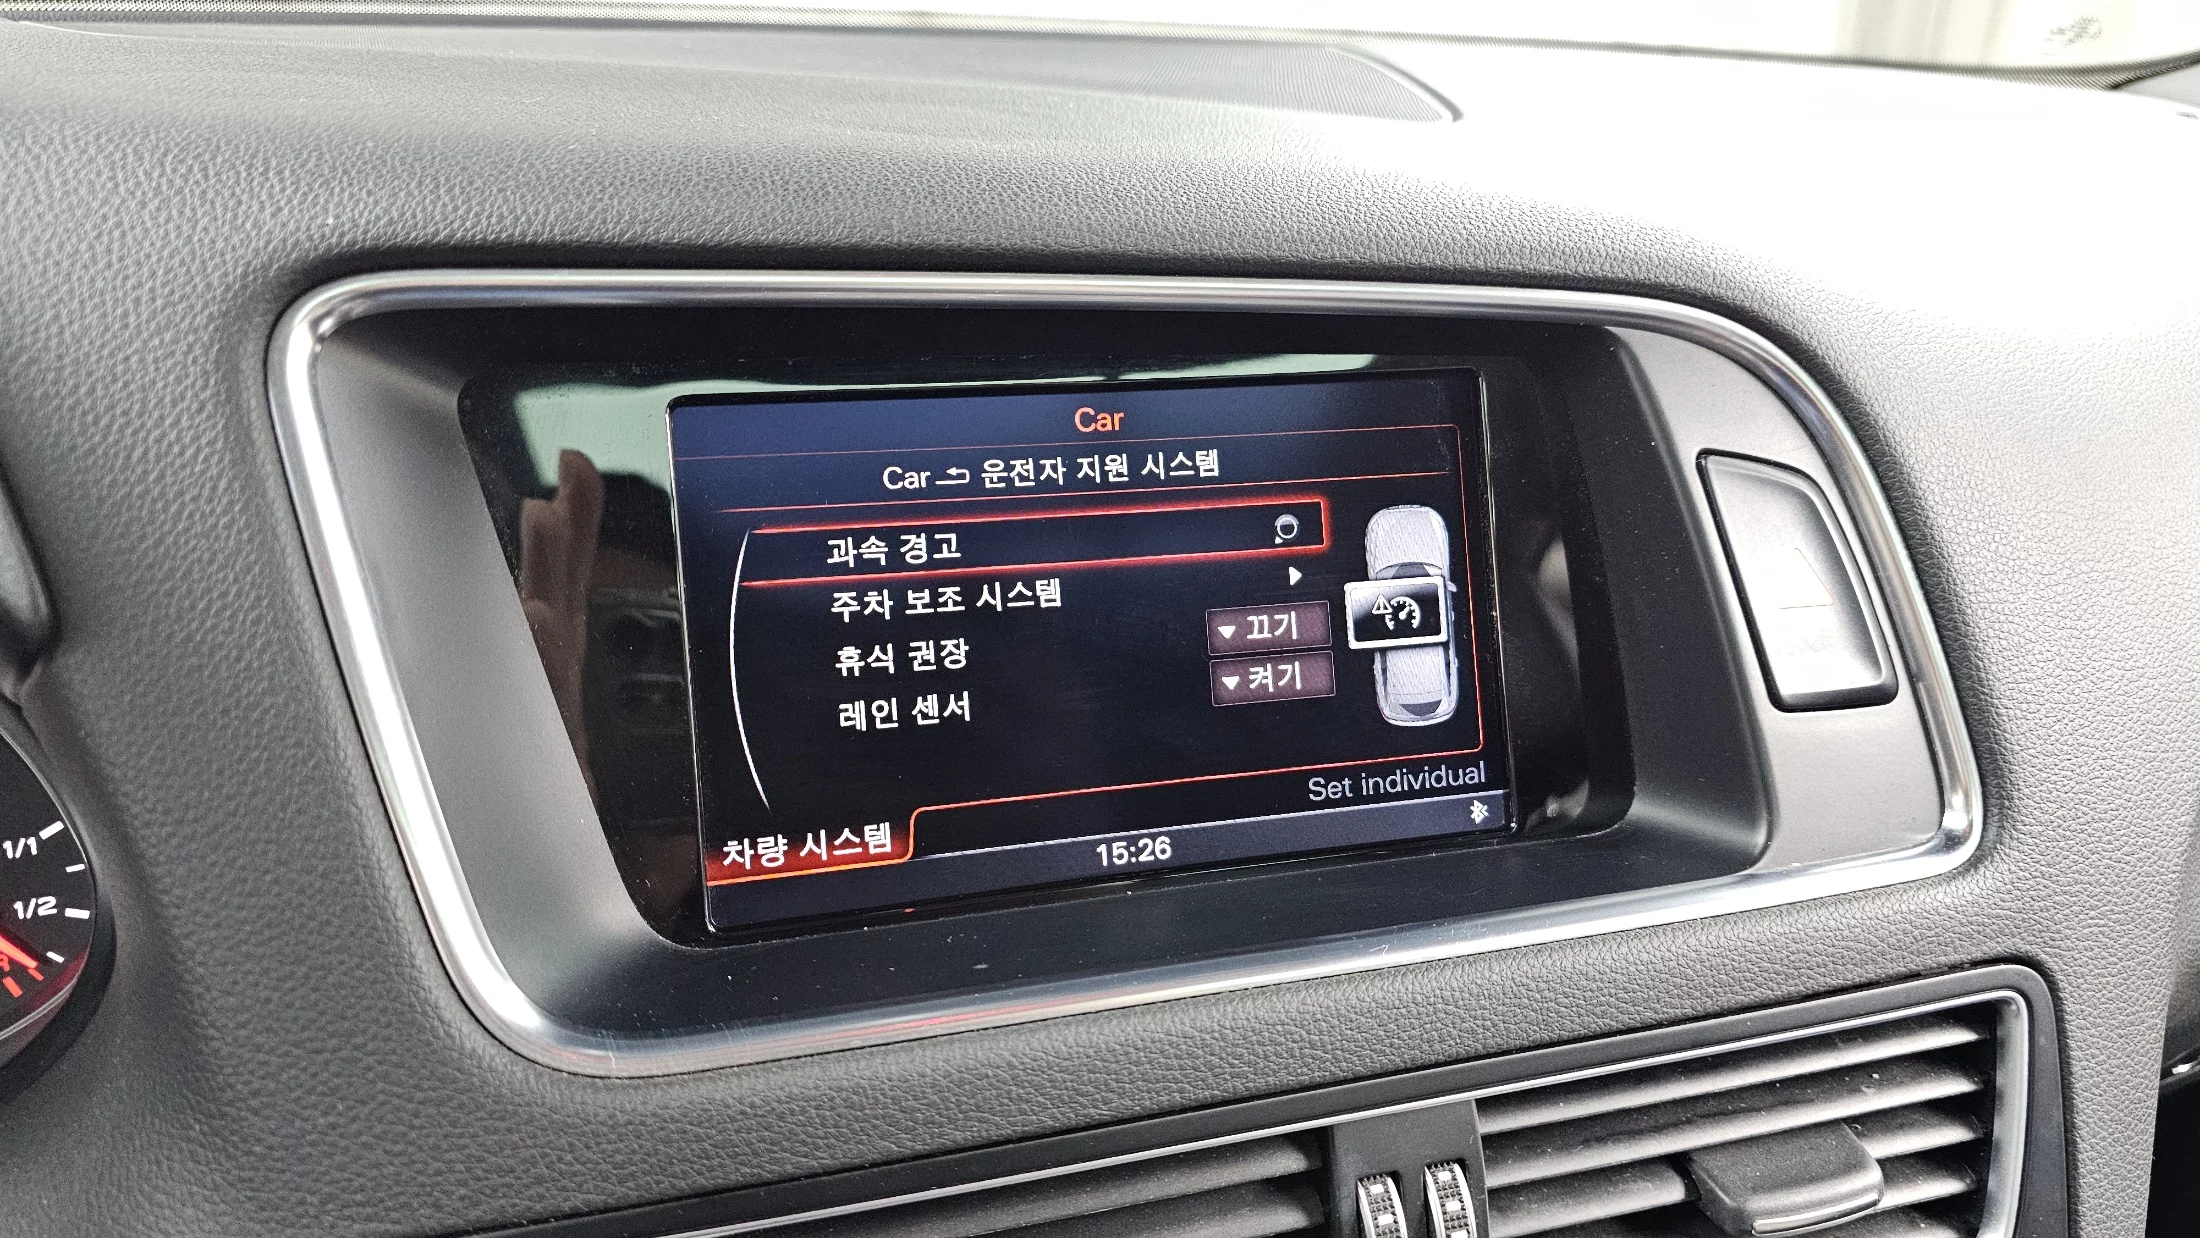 Car
Car 운전자 지원 시스템
과속 경고
주차 보조 시스템
휴식 권장 끄기
레인 센서 켜기
Set individual
차량 시스템 15:26
1/1
1/2